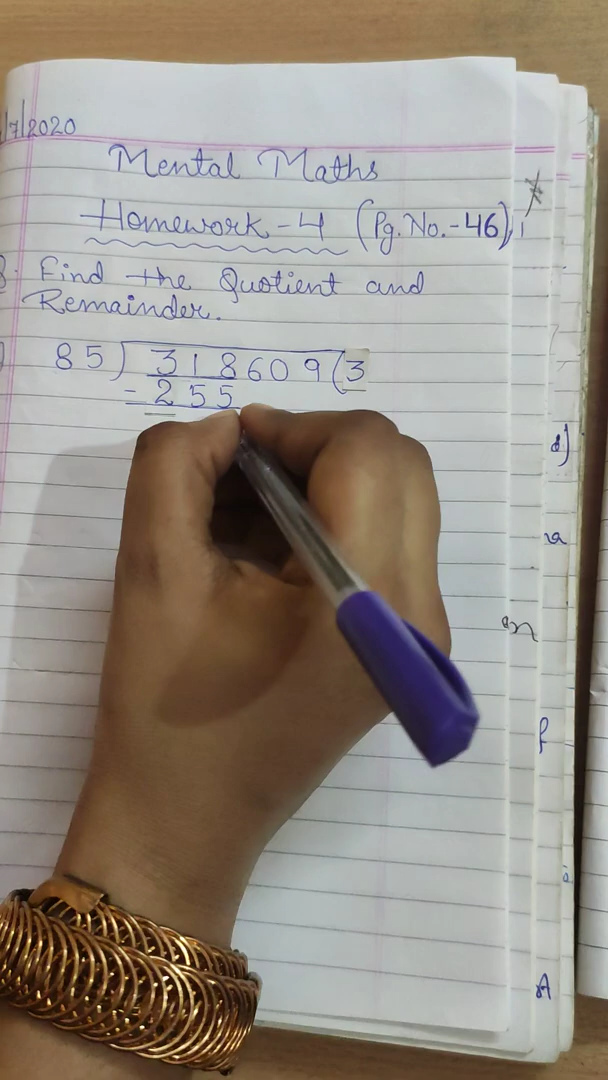 /7/2020
Mental Maths
Homework-4 (Pg. No.-46)
Find the Quotient and
Remainder.
85) 318609(3
- 255